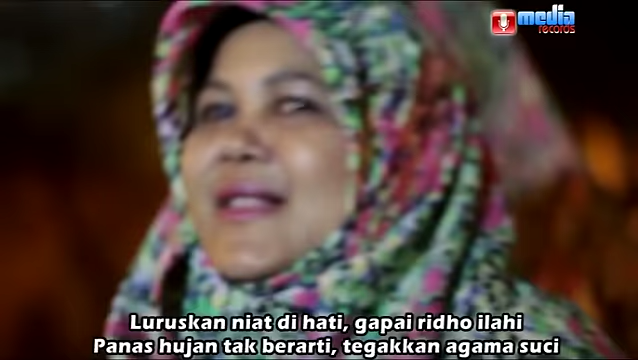 media
records
Luruskan niat di hati, gapai ridho ilahi
Panas hujan tak berarti, tegakkan agama suci